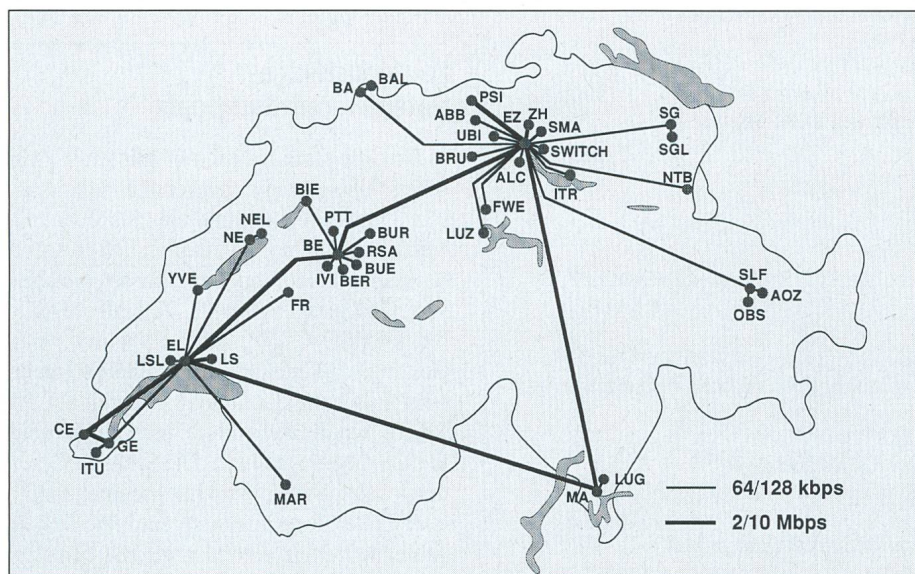 BAL
BA
PSI
ABB
EZ
ZH
SMA
UBI
SWITCH
BRU
ALC
ITR
SG
SGL
NTB
FWE
LUZ
BIE
NEL
NE
PTT
BUR
BE
RSA
BUE
IVI
BER
YVE
FR
SLF
AOZ
OBS
EL
LSL
LS
CE
GE
ITU
MAR
MA
LUG
64/128 kbps
2/10 Mbps